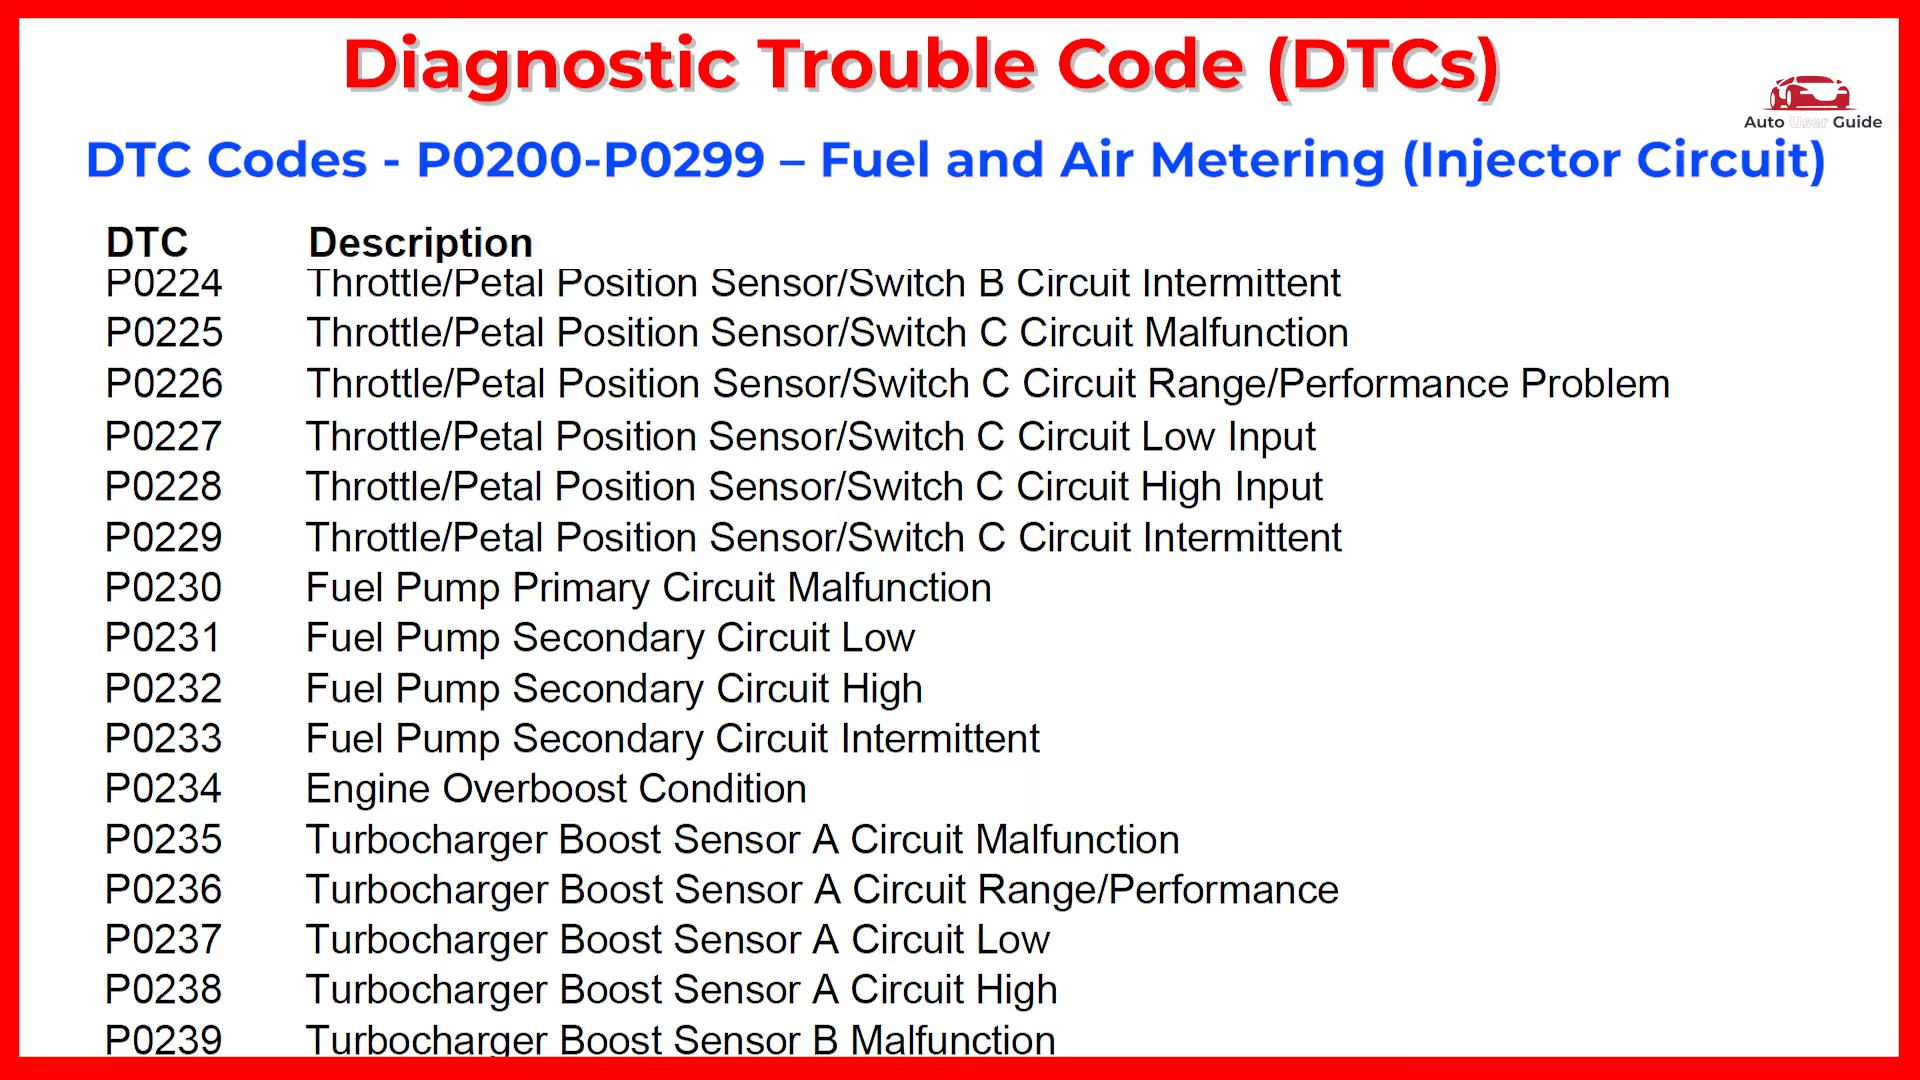 Diagnostic Trouble Code (DTCs)
Auto User Guide
DTC Codes - P0200-P0299 – Fuel and Air Metering (Injector Circuit)
DTC Description
P0224 Throttle/Petal Position Sensor/Switch B Circuit Intermittent
P0225 Throttle/Petal Position Sensor/Switch C Circuit Malfunction
P0226 Throttle/Petal Position Sensor/Switch C Circuit Range/Performance Problem
P0227 Throttle/Petal Position Sensor/Switch C Circuit Low Input
P0228 Throttle/Petal Position Sensor/Switch C Circuit High Input
P0229 Throttle/Petal Position Sensor/Switch C Circuit Intermittent
P0230 Fuel Pump Primary Circuit Malfunction
P0231 Fuel Pump Secondary Circuit Low
P0232 Fuel Pump Secondary Circuit High
P0233 Fuel Pump Secondary Circuit Intermittent
P0234 Engine Overboost Condition
P0235 Turbocharger Boost Sensor A Circuit Malfunction
P0236 Turbocharger Boost Sensor A Circuit Range/Performance
P0237 Turbocharger Boost Sensor A Circuit Low
P0238 Turbocharger Boost Sensor A Circuit High
P0239 Turbocharger Boost Sensor B Malfunction